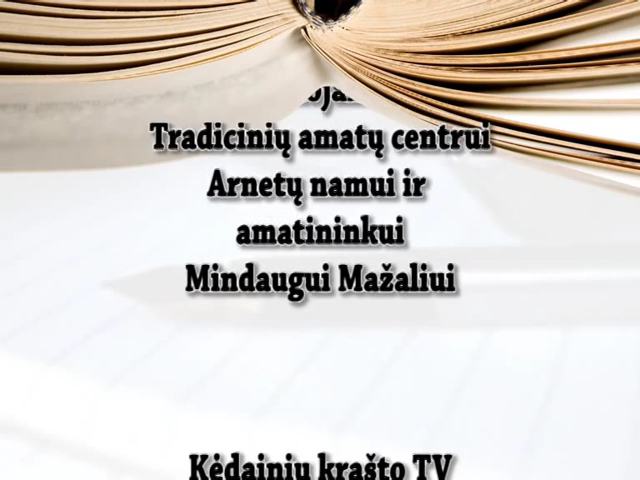 Tradicinių amatų centrui
Arnetų namui ir
amatininkui
Mindaugui Mažaliui
Kėdainių krašto TV